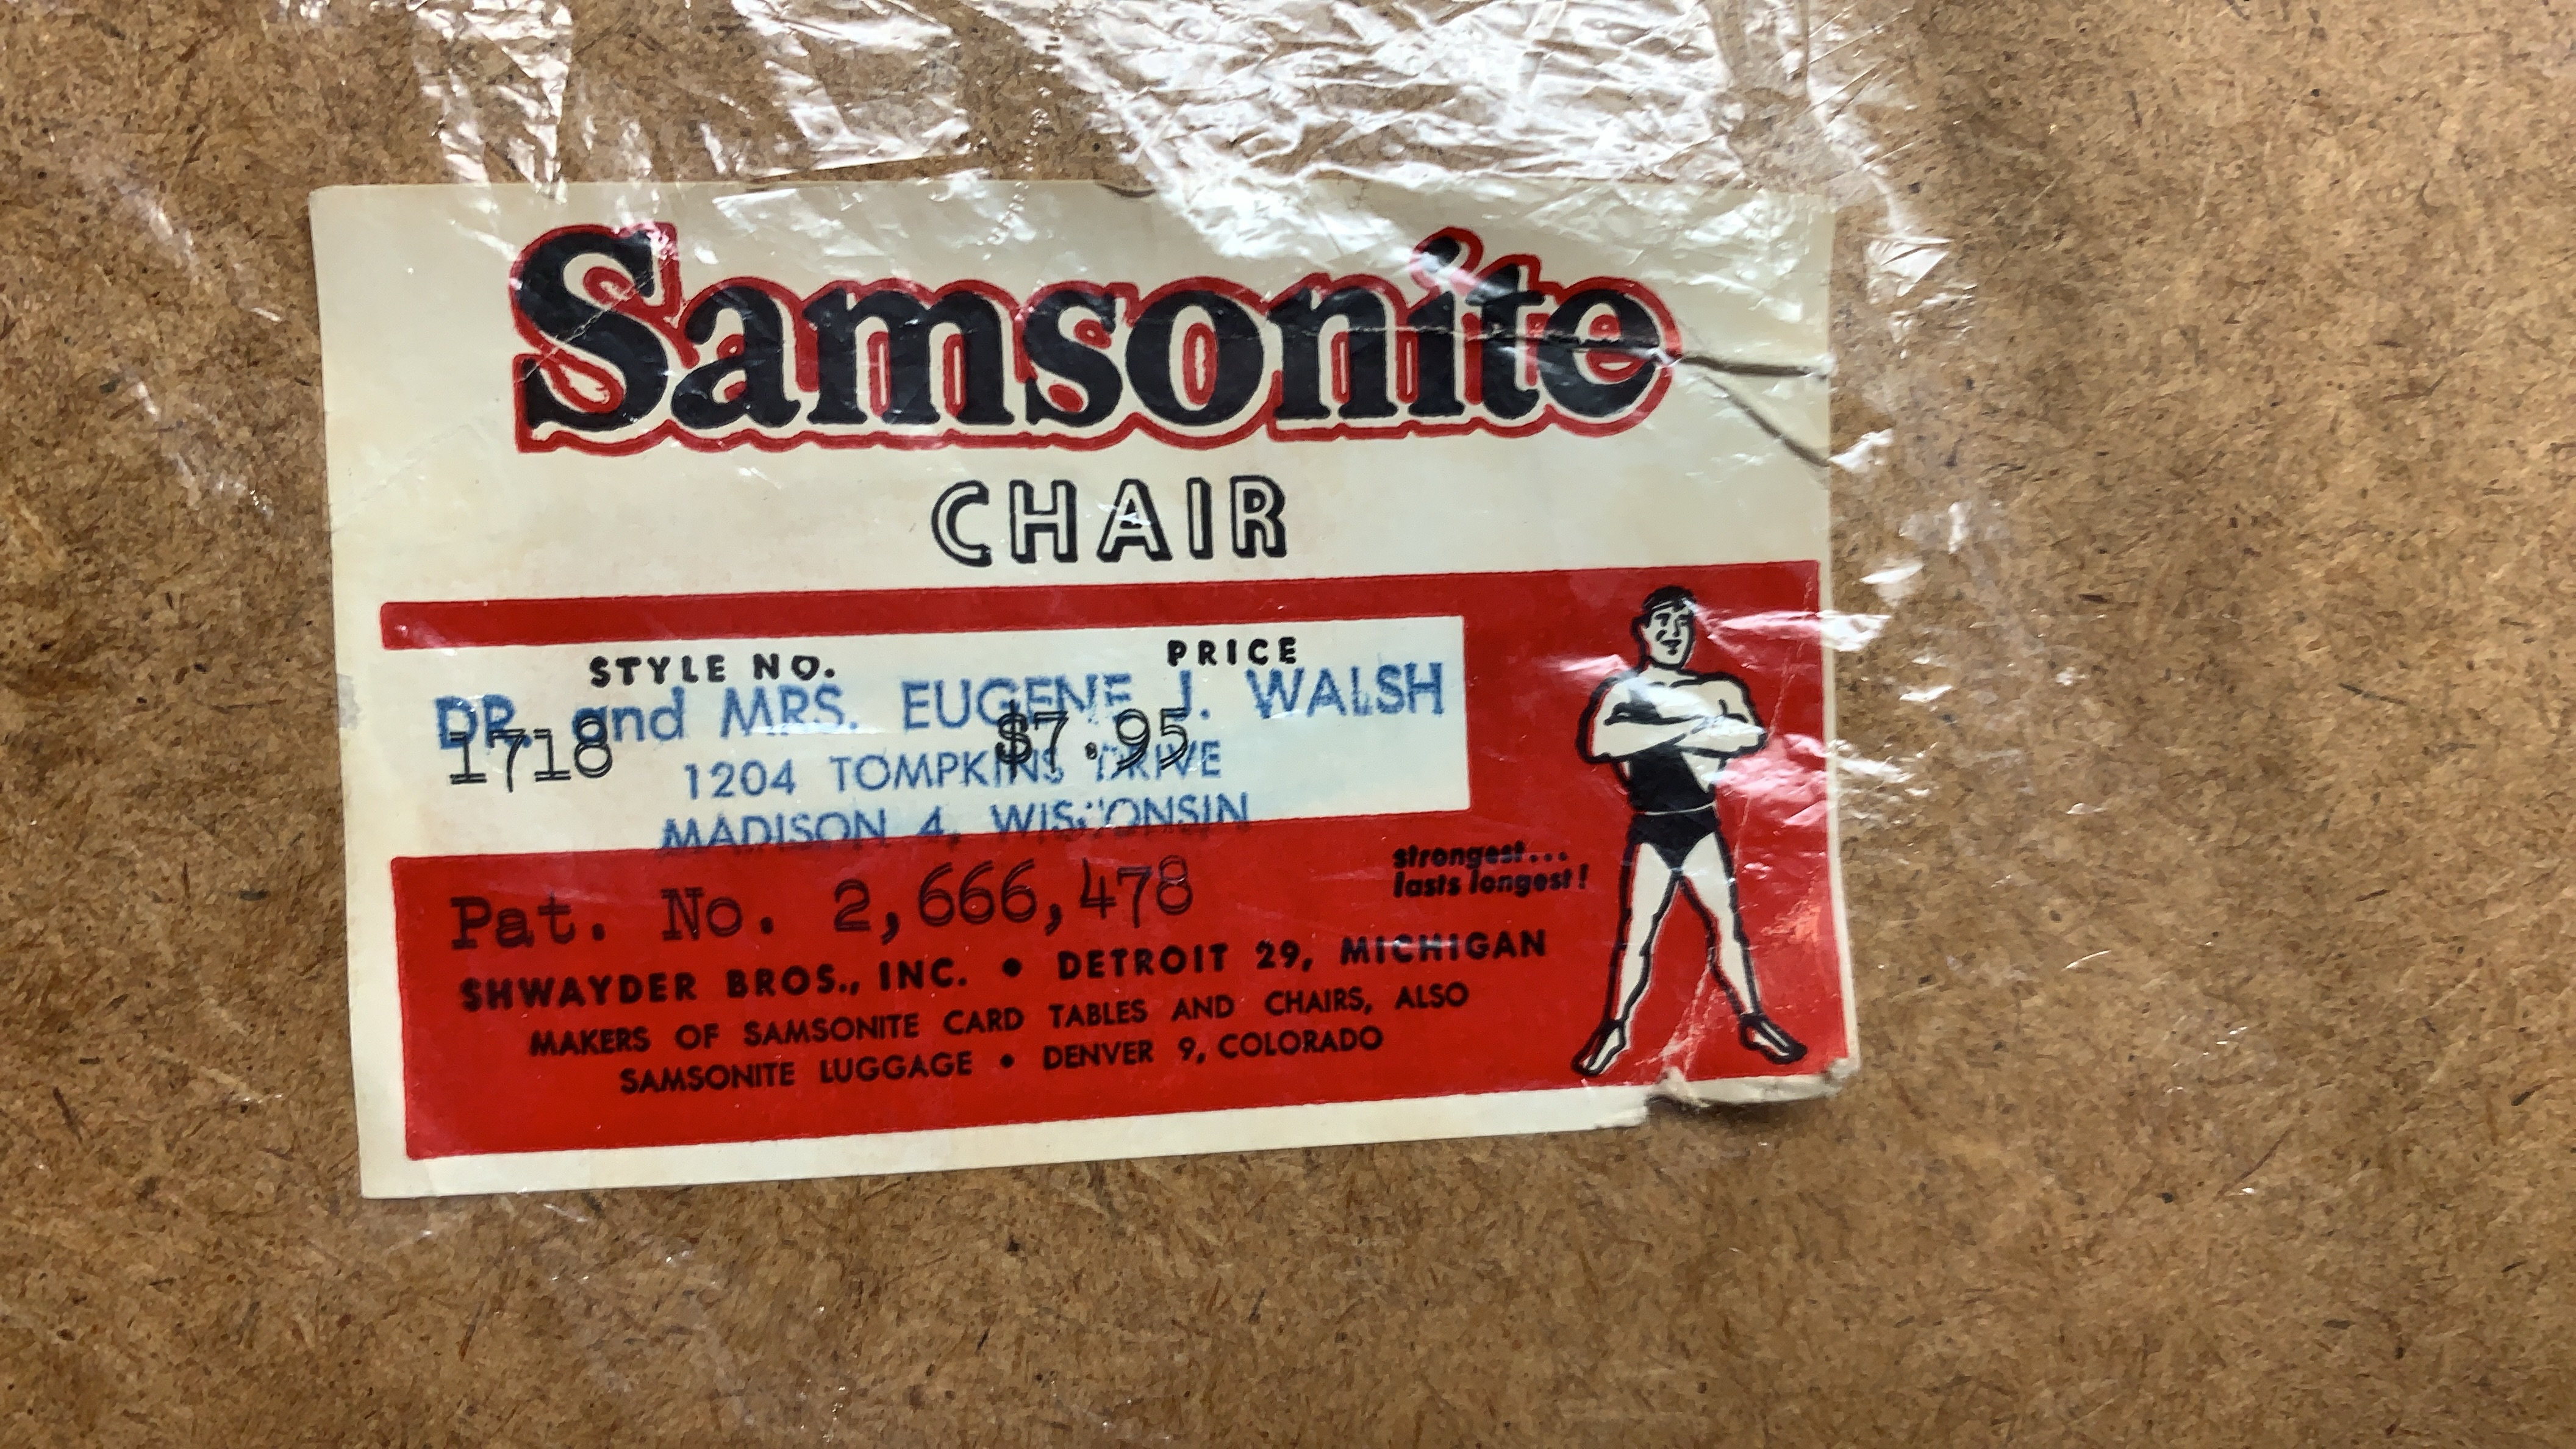 Samsonite
CHAIR
STYLE NO. PRICE
DR. and MRS. EUGENE J. WALSH
1718 $7.95
1204 TOMPKINS DRIVE
MADISON 4, WISCONSIN
Pat. No. 2,666,478
strongest...
lasts longest!
SHWAYDER BROS., INC. • DETROIT 29, MICHIGAN
MAKERS OF SAMSONITE CARD TABLES AND CHAIRS, ALSO
SAMSONITE LUGGAGE • DENVER 9, COLORADO